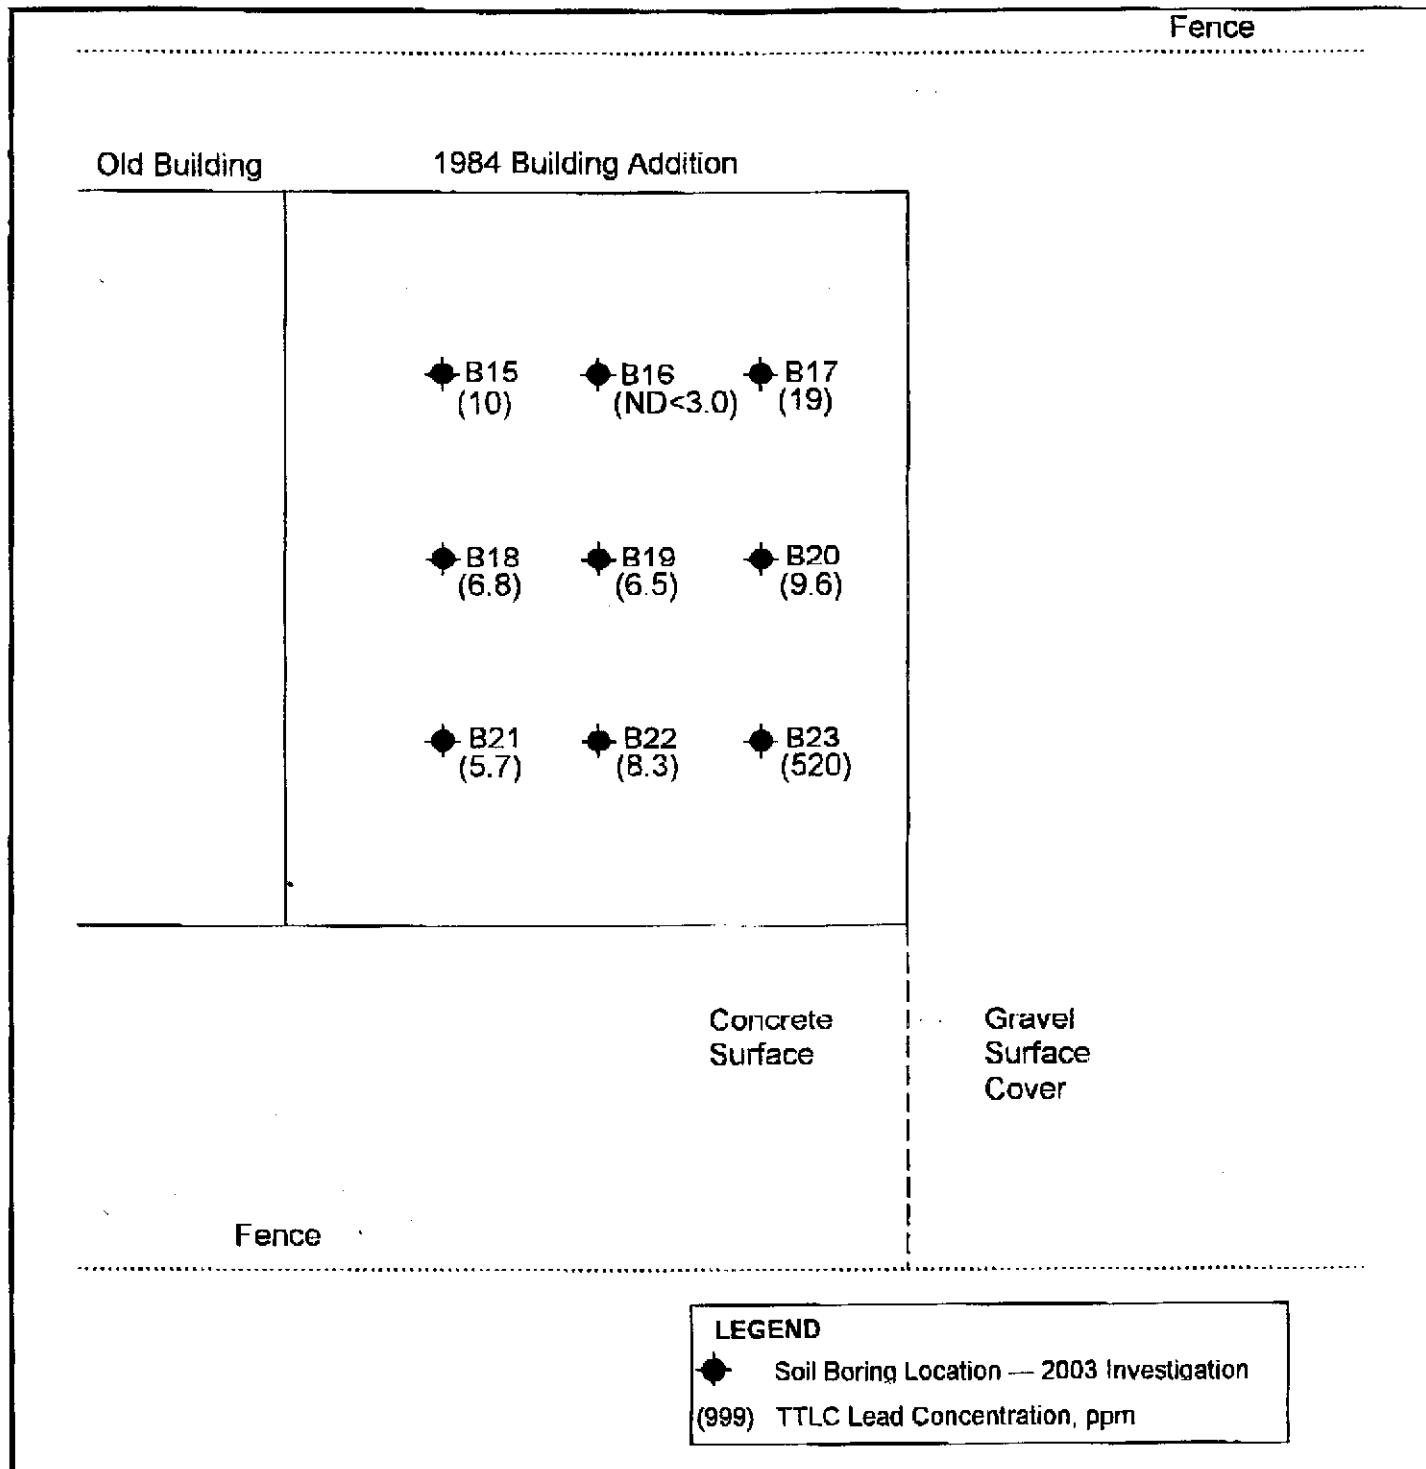 Fence
Old Building 1984 Building Addition
B15 B16 B17
(10) (ND<3.0) (19)
B18 B19 B20
(6.8) (6.5) (9.6)
B21 B22 B23
(5.7) (8.3) (520)
Concrete Gravel
Surface Surface
Cover
Fence
LEGEND
Soil Boring Location — 2003 Investigation
(999) TTLC Lead Concentration, ppm